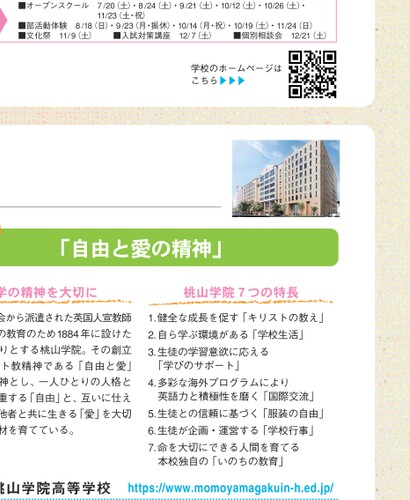 ■オープンスクール 7/20（土）・8/24（土）・9/21（土）・10/12（土）・10/26（土）・
11/23（土・祝）
■部活動体験 8/18（日）・9/23（月・振休）・10/14（月・祝）・10/19（土）・11/24（日）
■文化祭 11/9（土） ■入試対策講座 12/7（土） ■個別相談会 12/21（土）
学校のホームページは
こちら▶▶▶
「自由と愛の精神」
学の精神を大切に
会から派遣された英国人宣教師
の教育のため1884年に設けた
りとする桃山学院。その創立
ト教精神である「自由と愛」
神とし、一人ひとりの人格と
重する「自由」と、互いに仕え
他者と共に生きる「愛」を大切
材を育てている。
桃山学院7つの特長
1.健全な成長を促す「キリストの教え」
2.自ら学ぶ環境がある「学校生活」
3.生徒の学習意欲に応える
「学びのサポート」
4.多彩な海外プログラムにより
英語力と積極性を磨く「国際交流」
5.生徒との信頼に基づく「服装の自由」
6.生徒が企画・運営する「学校行事」
7.命を大切にできる人間を育てる
本校独自の「いのちの教育」
桃山学院高等学校 https://www.momoyamagakuin-h.ed.jp/